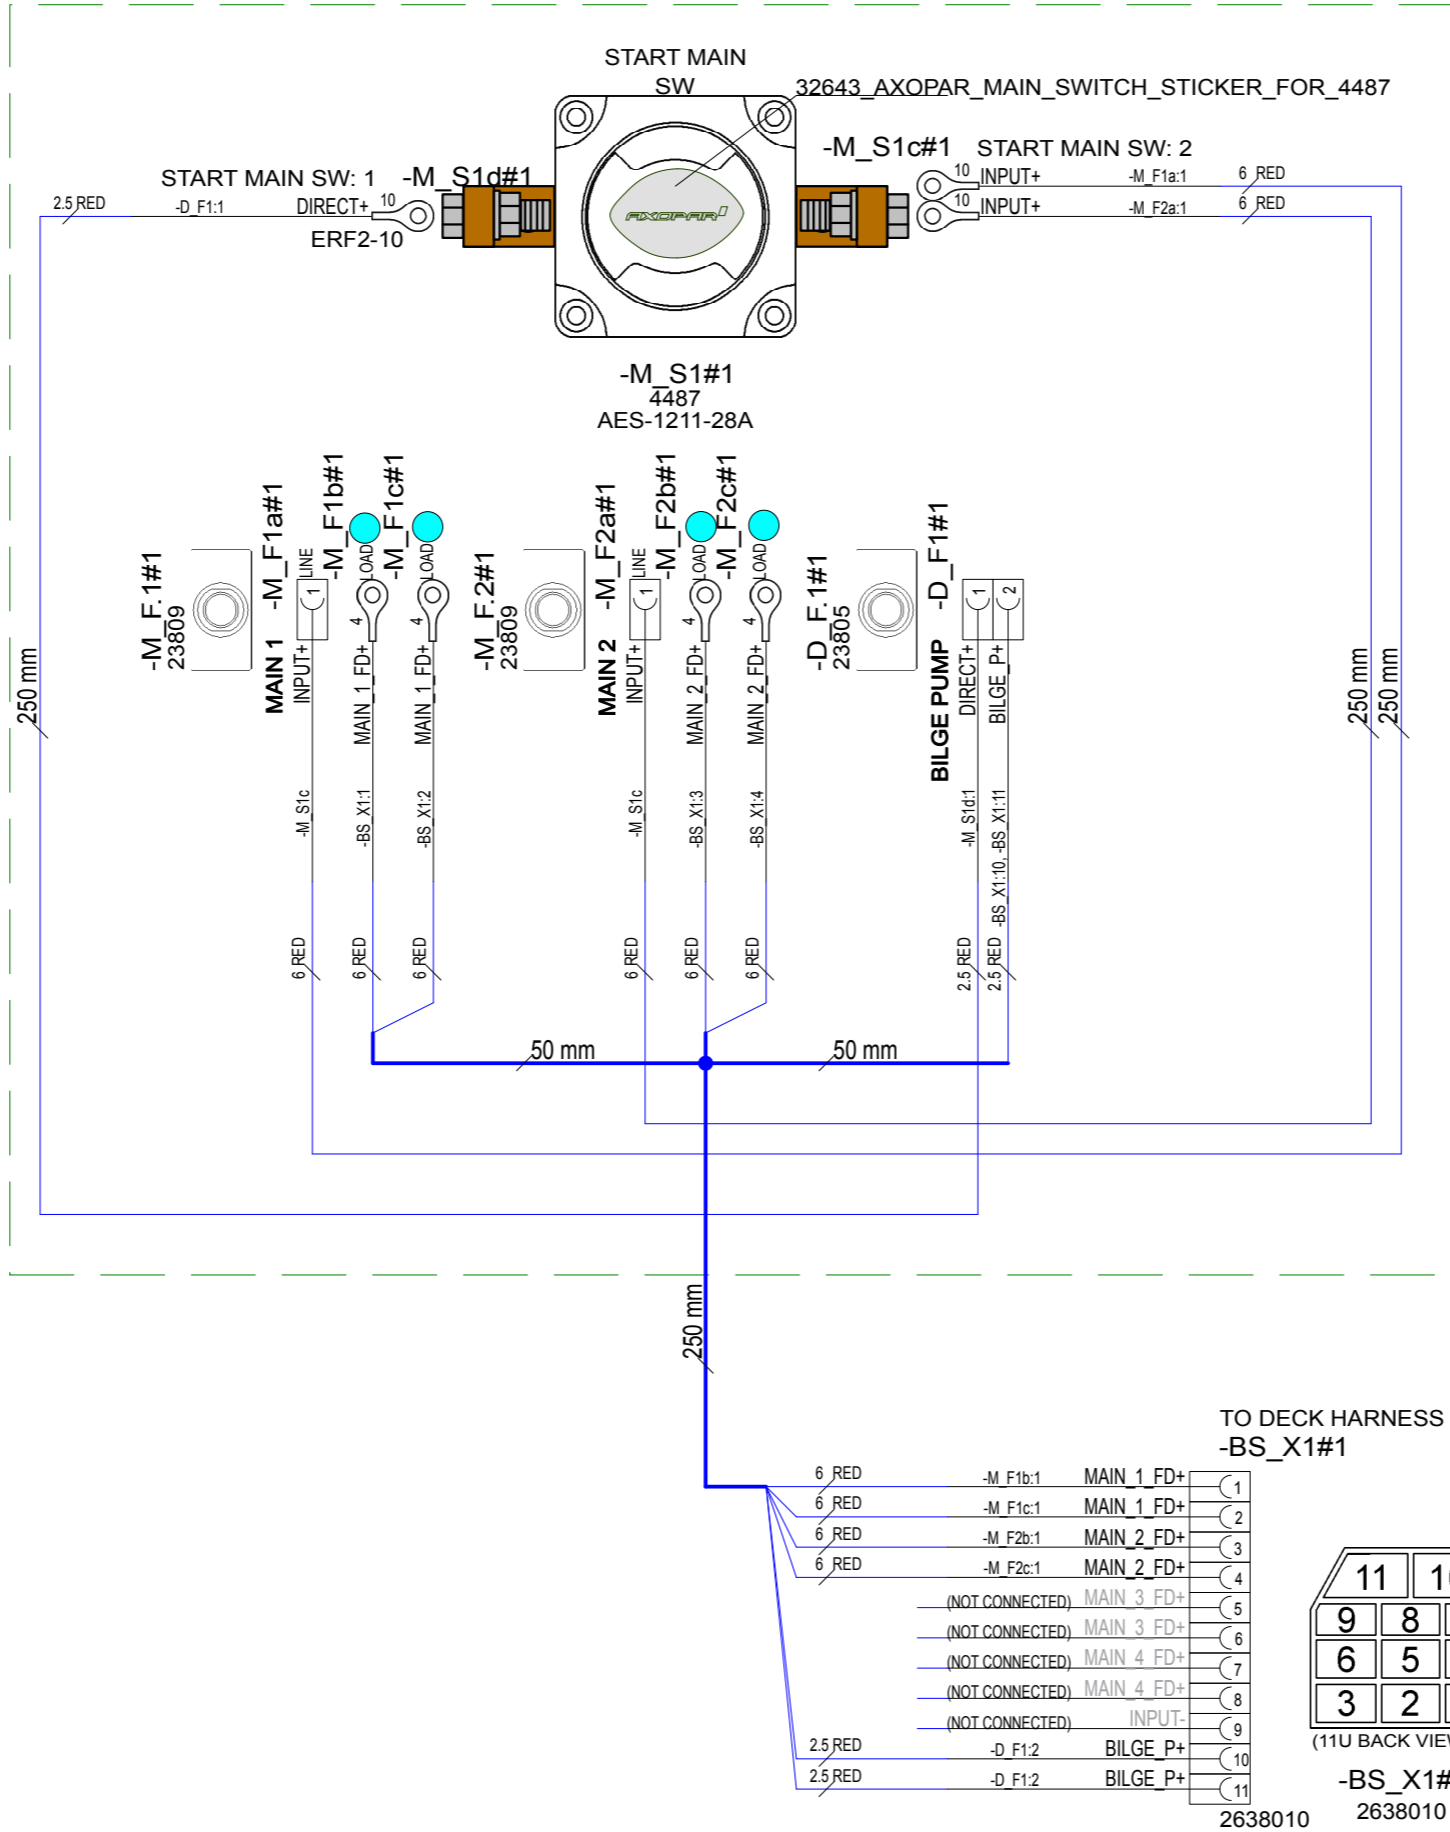 START MAIN
SW
32643_AXOPAR_MAIN_SWITCH_STICKER_FOR_4487
-M_S1c#1
START MAIN SW: 2
START MAIN SW: 1
-M_S1d#1
10
INPUT+
-M_F1a:1
6 RED
2.5 RED
-D_F1:1
DIRECT+
10
10
INPUT+
-M_F2a:1
6 RED
AXOPAR
ERF2-10
-M_S1#1
4487
AES-1211-28A
-M_F.1#1
23809
-M_F1a#1
LINE
1
MAIN 1
INPUT+
-M_S1c
6 RED
-M_F1b#1
LOAD
4
MAIN_1_FD+
-BS_X1:1
6 RED
-M_F1c#1
LOAD
4
MAIN_1_FD+
-BS_X1:2
6 RED
-M_F.2#1
23809
-M_F2a#1
LINE
1
MAIN 2
INPUT+
-M_S1c
6 RED
-M_F2b#1
LOAD
4
MAIN_2_FD+
-BS_X1:3
6 RED
-M_F2c#1
LOAD
4
MAIN_2_FD+
-BS_X1:4
6 RED
-D_F.1#1
23805
-D_F1#1
BILGE PUMP
1
DIRECT+
-M_S1d:1
2.5 RED
2
BILGE_P+
-BS_X1:10, -BS_X1:11
2.5 RED
250 mm
250 mm
250 mm
50 mm
50 mm
250 mm
TO DECK HARNESS
-BS_X1#1
6 RED
-M_F1b:1
MAIN_1_FD+
1
6 RED
-M_F1c:1
MAIN_1_FD+
2
6 RED
-M_F2b:1
MAIN_2_FD+
3
6 RED
-M_F2c:1
MAIN_2_FD+
4
(NOT CONNECTED)
MAIN_3_FD+
5
(NOT CONNECTED)
MAIN_3_FD+
6
(NOT CONNECTED)
MAIN_4_FD+
7
(NOT CONNECTED)
MAIN_4_FD+
8
(NOT CONNECTED)
INPUT-
9
2.5 RED
-D_F1:2
BILGE_P+
10
2.5 RED
-D_F1:2
BILGE_P+
11
2638010
11
9 8
6 5
3 2
(11U BACK VIEW
-BS_X1#
2638010